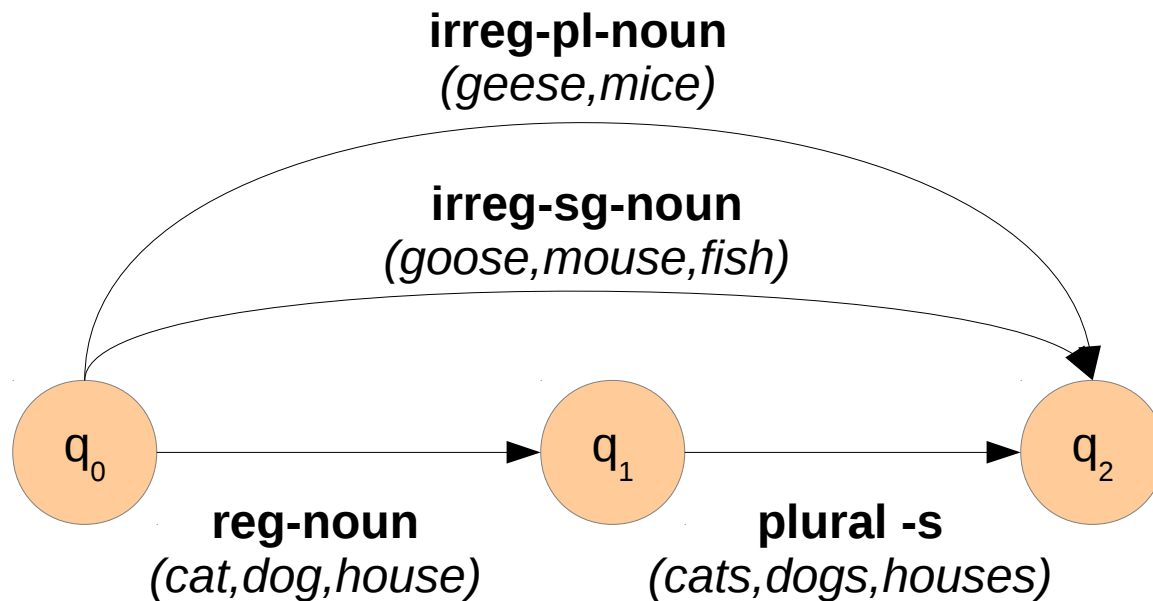 irreg-pl-noun
(geese,mice)
irreg-sg-noun
(goose,mouse,fish)
q0
q1
q2
reg-noun
(cat,dog,house)
plural -s
(cats,dogs,houses)